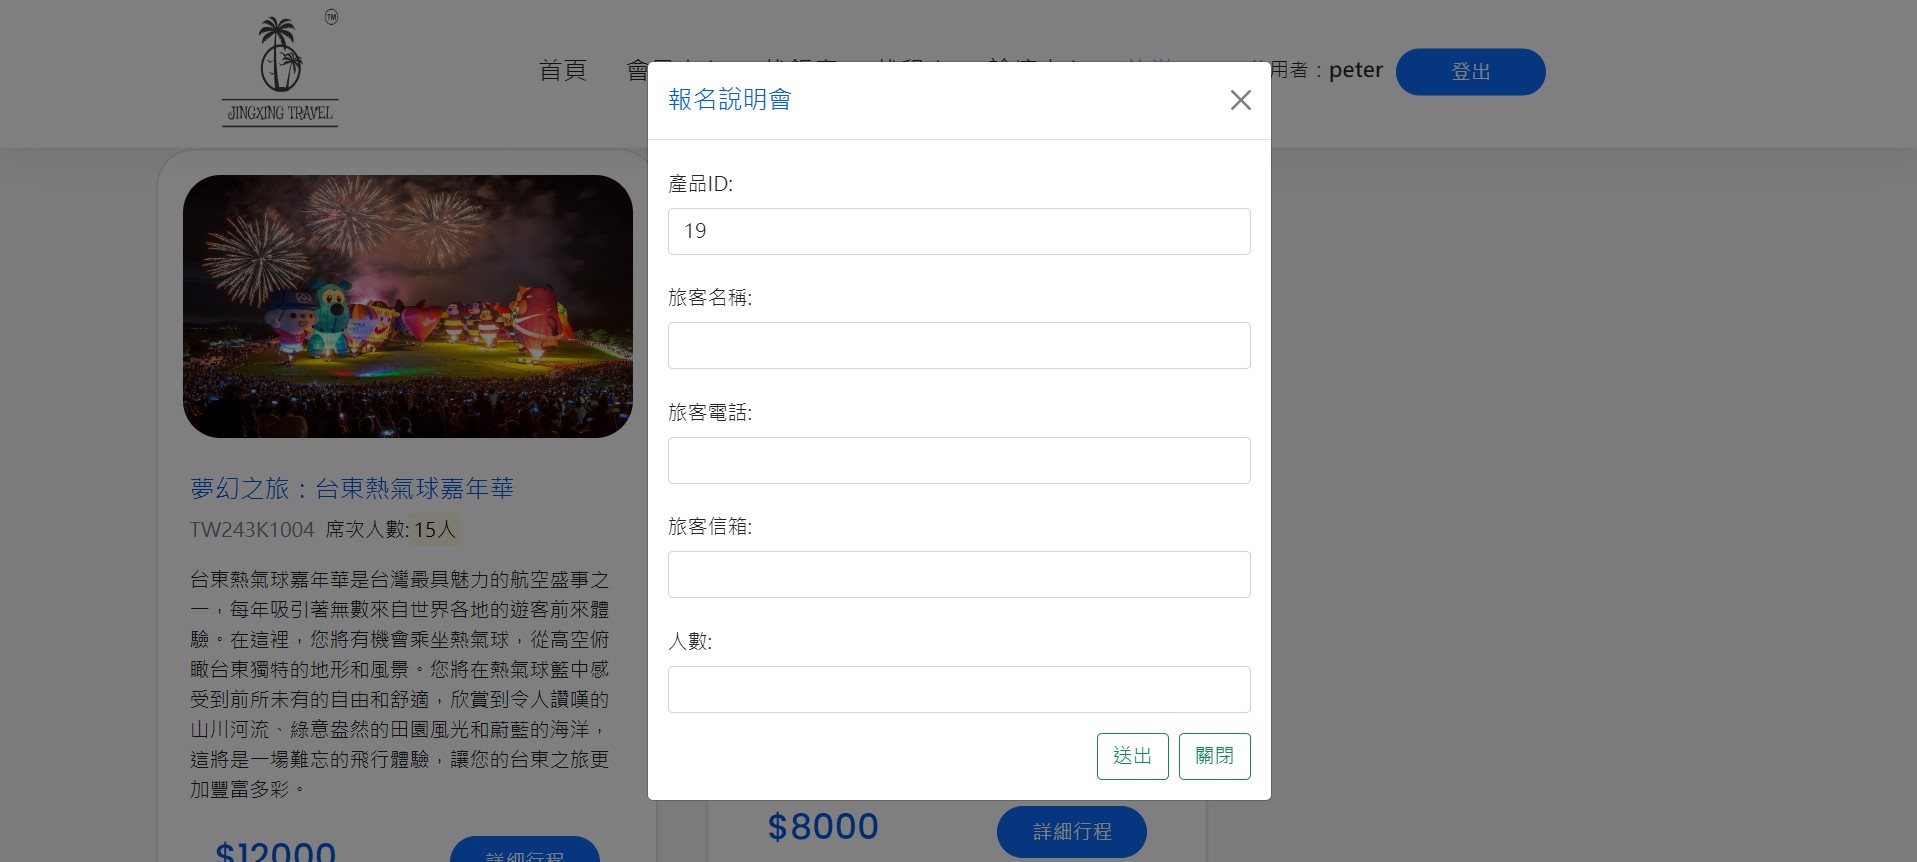 TM
JINGXING TRAVEL
首頁
使用者：peter
登出
報名說明會
產品ID:
19
旅客名稱:
旅客電話:
旅客信箱:
人數:
送出
關閉
夢幻之旅：台東熱氣球嘉年華
TW243K1004 席次人數: 15人
台東熱氣球嘉年華是台灣最具魅力的航空盛事之
一，每年吸引著無數來自世界各地的遊客前來體
驗。在這裡，您將有機會乘坐熱氣球，從高空俯
瞰台東獨特的地形和風景。您將在熱氣球籃中感
受到前所未有的自由和舒適，欣賞到令人讚嘆的
山川河流、綠意盎然的田園風光和蔚藍的海洋，
這將是一場難忘的飛行體驗，讓您的台東之旅更
加豐富多彩。
$12000
詳細行程
$8000
詳細行程